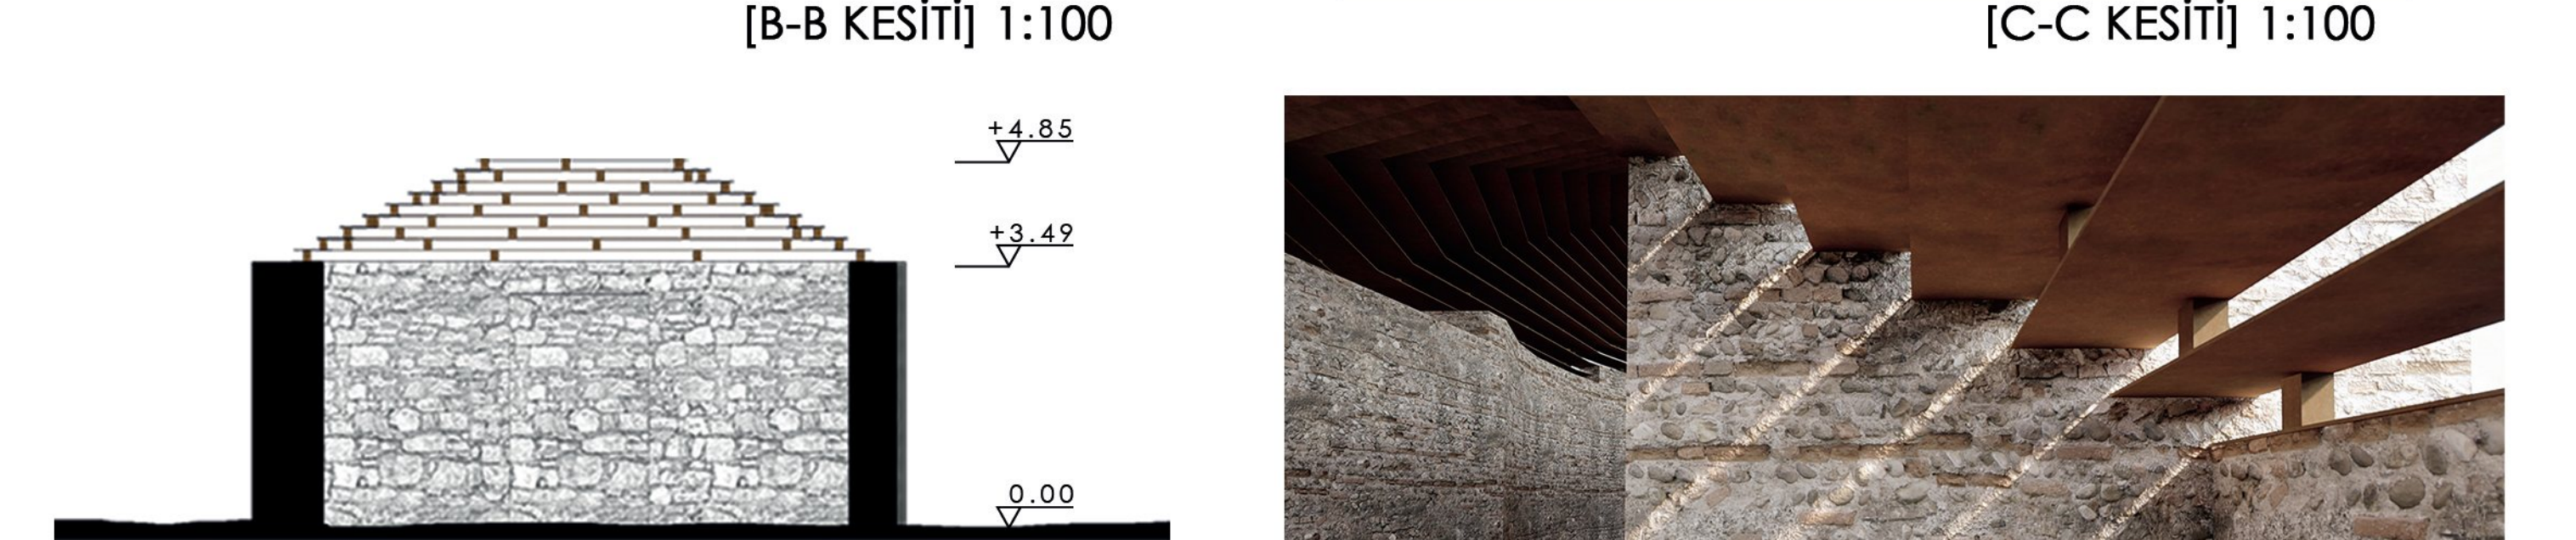 [B-B KESİTİ] 1:100
[C-C KESİTİ] 1:100
+4.85
+3.49
0.00